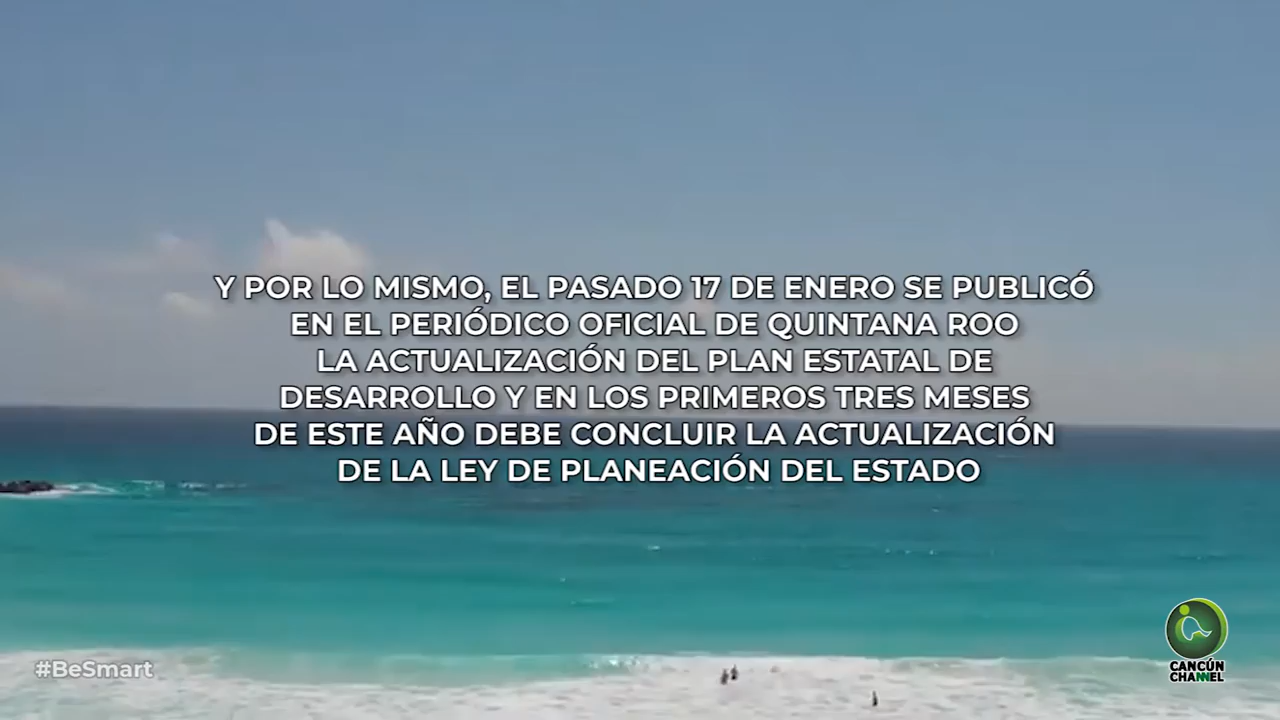 Y POR LO MISMO, EL PASADO 17 DE ENERO SE PUBLICÓ
EN EL PERIÓDICO OFICIAL DE QUINTANA ROO
LA ACTUALIZACIÓN DEL PLAN ESTATAL DE
DESARROLLO Y EN LOS PRIMEROS TRES MESES
DE ESTE AÑO DEBE CONCLUIR LA ACTUALIZACIÓN
DE LA LEY DE PLANEACIÓN DEL ESTADO
#BeSmart
CANCÚN
CHANNEL